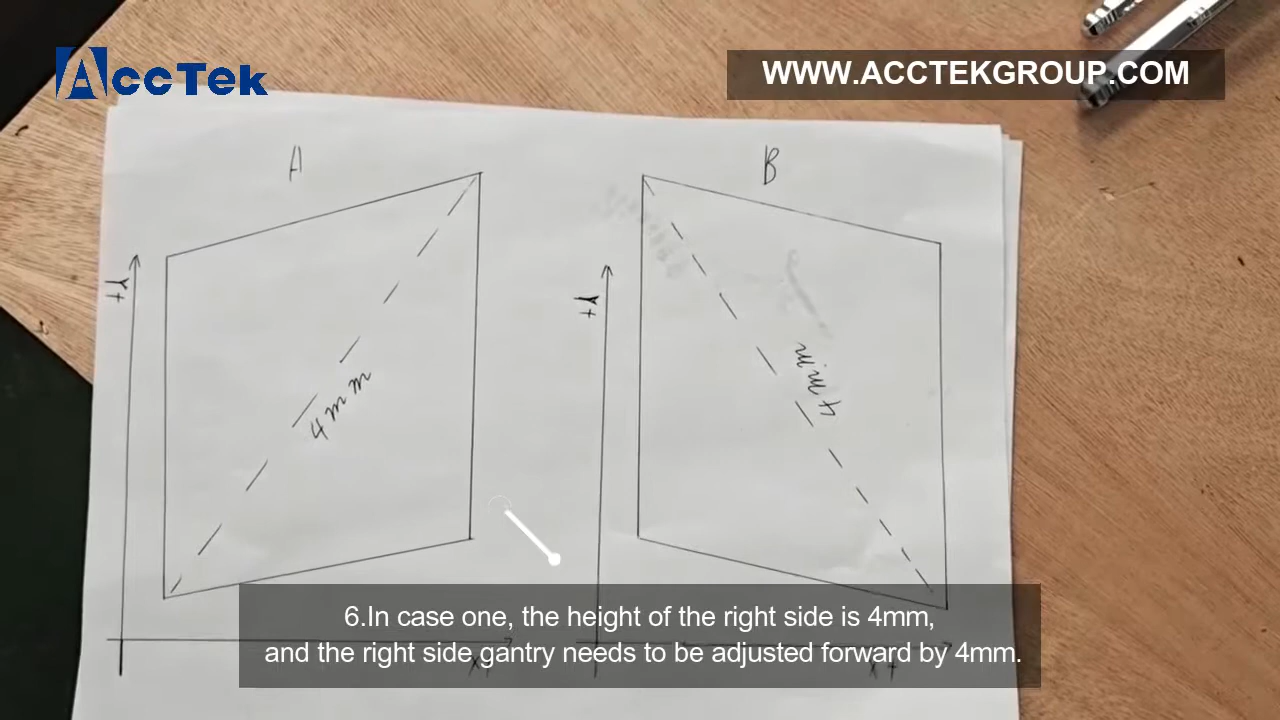 AccTek
WWW.ACCTEKGROUP.COM
A
B
Y+
Y+
4mm
4mm
6.In case one, the height of the right side is 4mm,
and the right side gantry needs to be adjusted forward by 4mm.
X+
X+